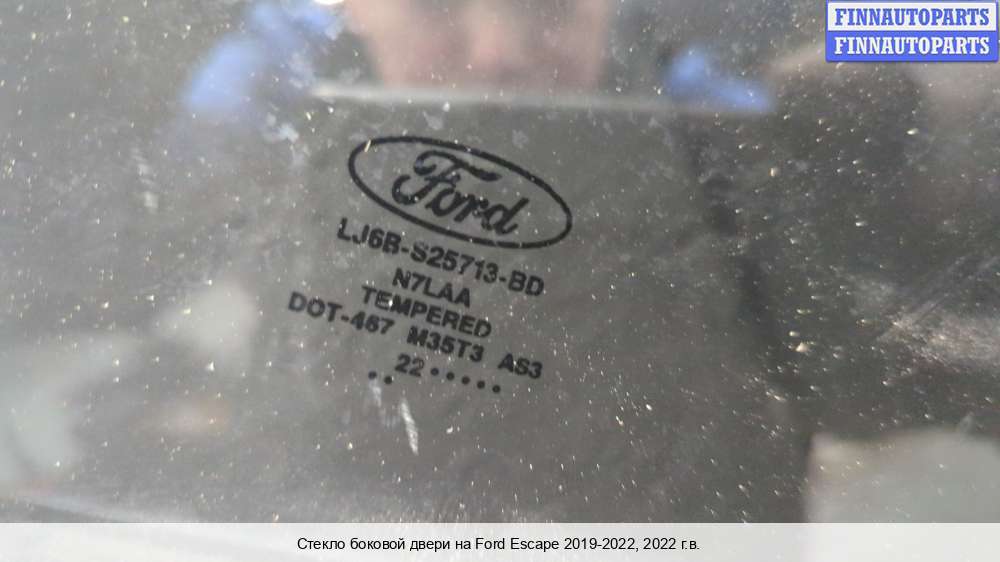 FINNAUTOPARTS
FINNAUTOPARTS
Ford
LJ6B-S25713-BD
N7LAA
TEMPERED
DOT-467 M35T3 AS3
..22.....
Стекло боковой двери на Ford Escape 2019-2022, 2022 г.в.